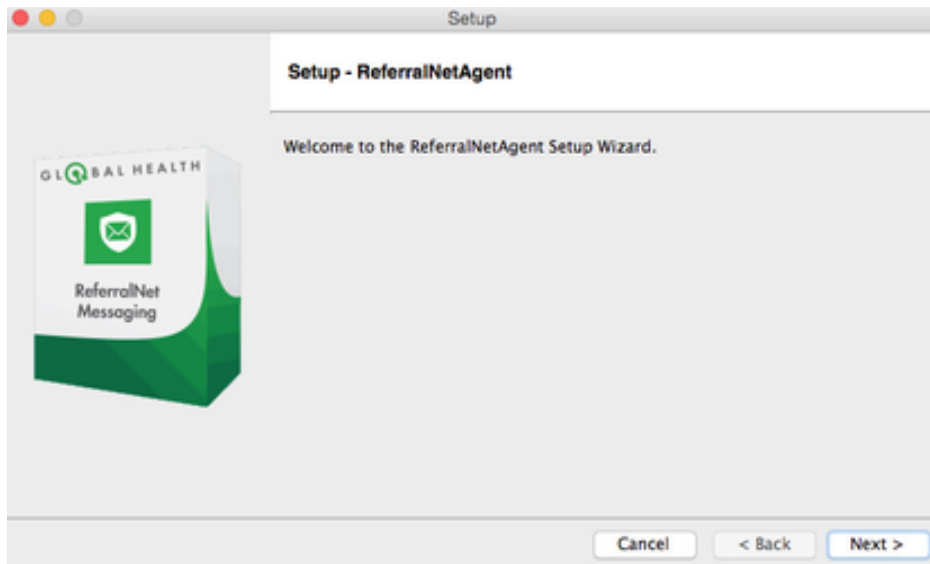 Setup
Setup - ReferralNetAgent
Welcome to the ReferralNetAgent Setup Wizard.
GLOBAL HEALTH
ReferralNet
Messaging
Cancel
< Back
Next >